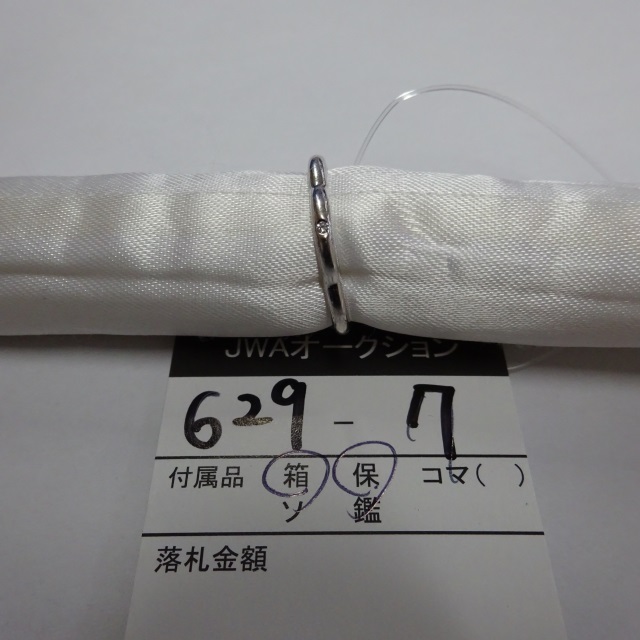 JWAオークション
629-7
付属品 箱 保 コマ( )
ソ 鑑
落札金額